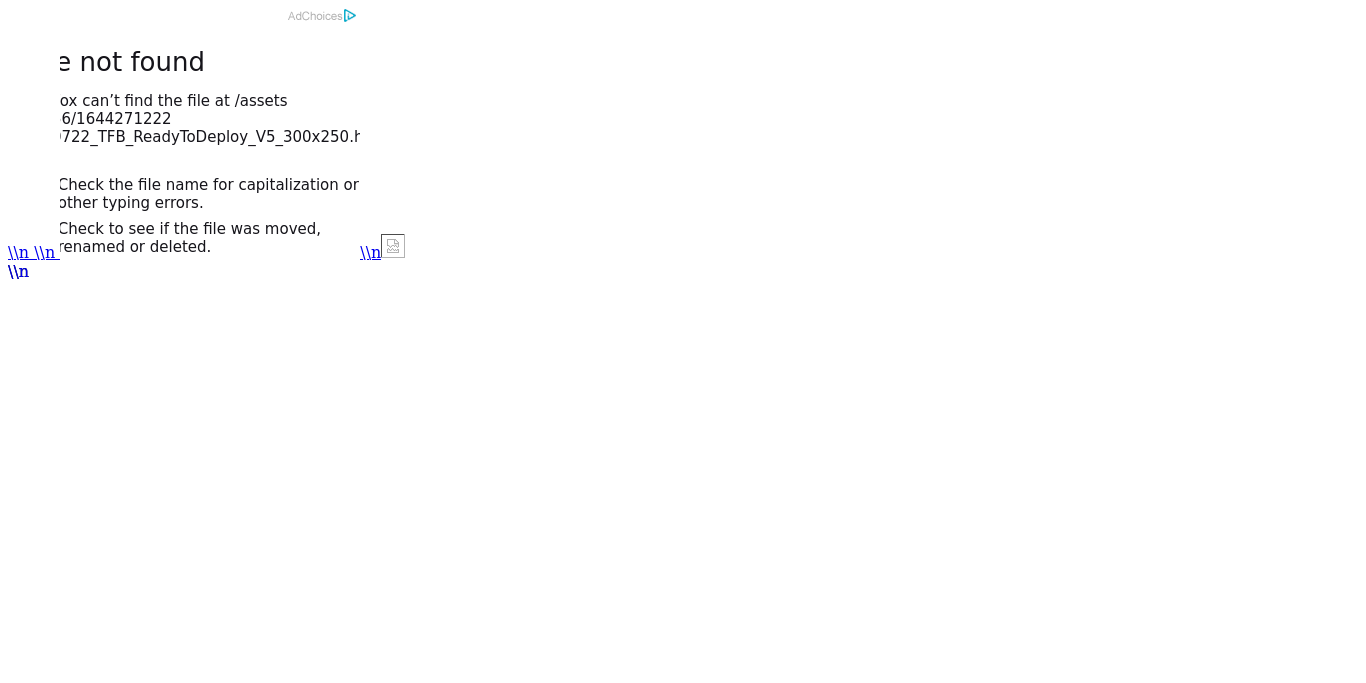 AdChoices
not found
can’t find the file at /assets
6/1644271222
722_TFB_ReadyToDeploy_V5_300x250.h
Check the file name for capitalization or
other typing errors.
Check to see if the file was moved,
renamed or deleted.
\\n \\n \\n
\\n